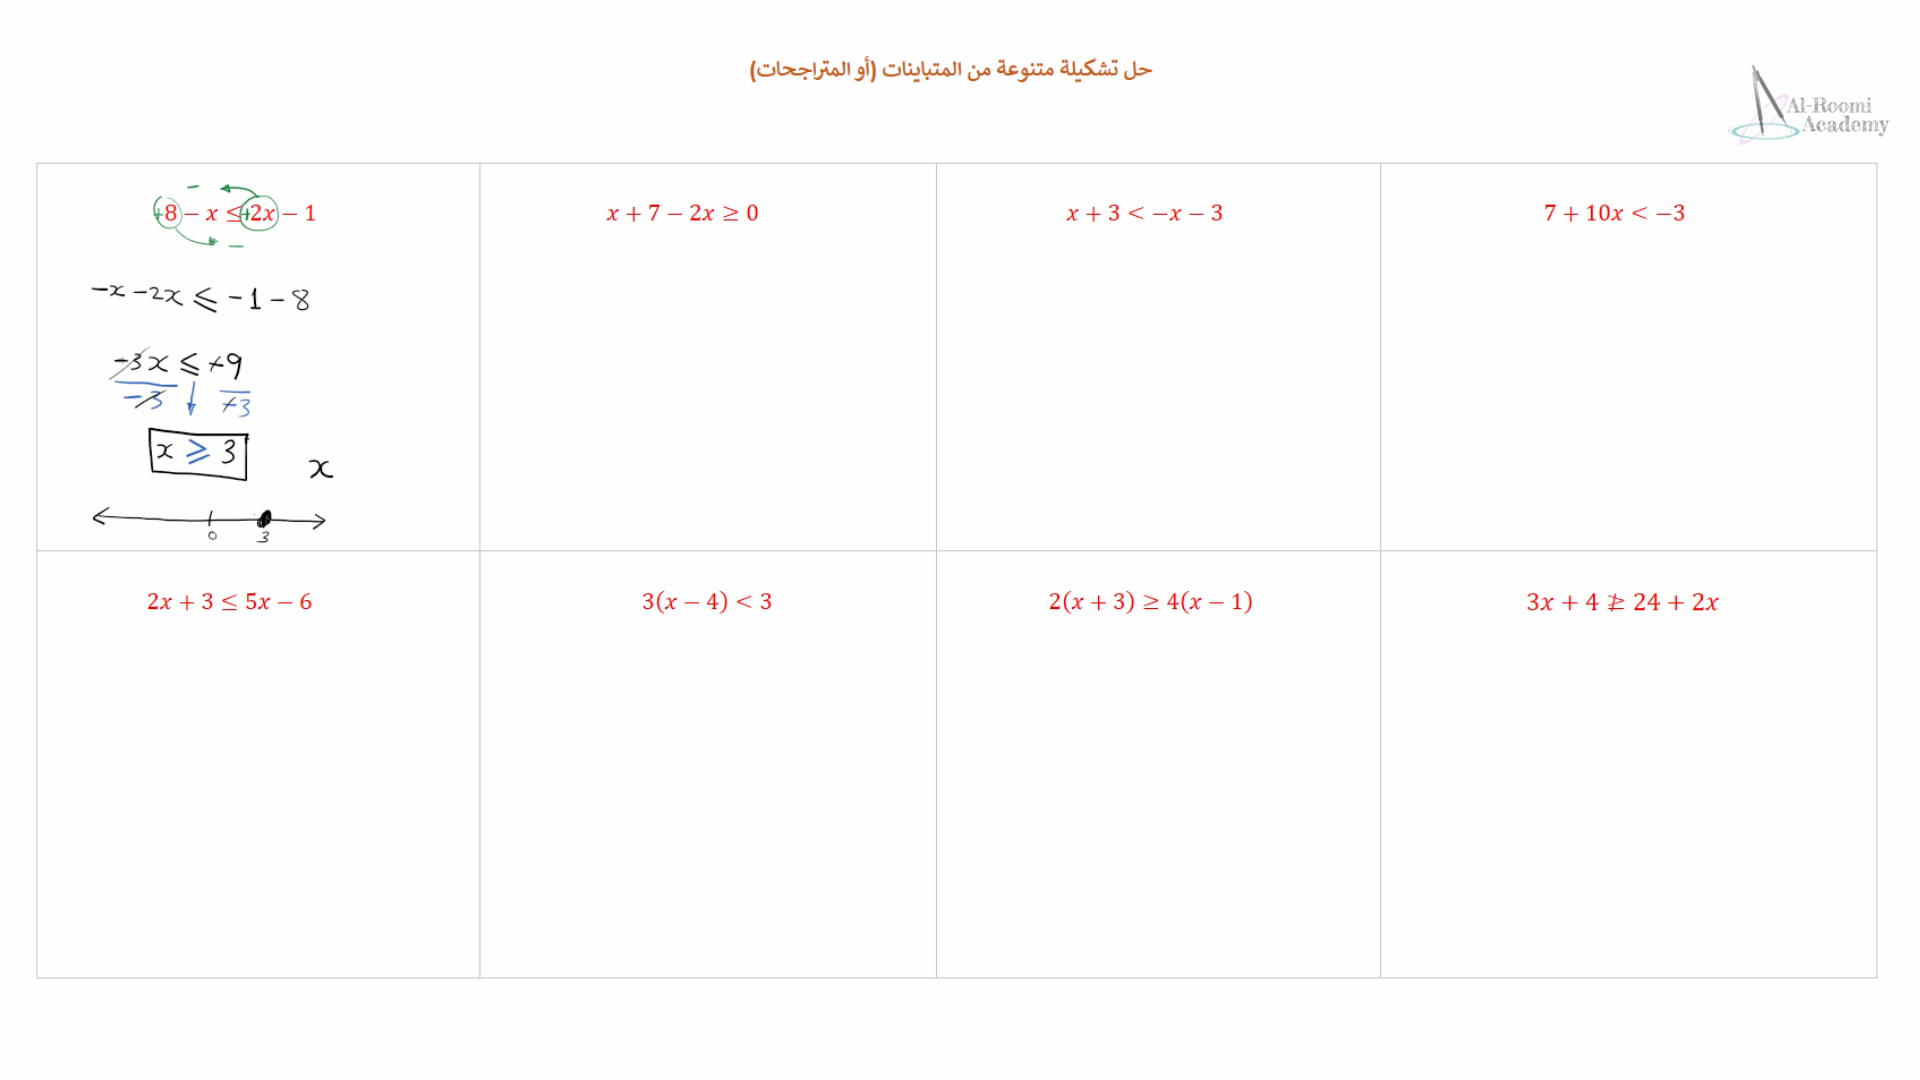 حل تشكيلة متنوعة من المتباينات (أو المتراجحات)
Al-Roomi
Academy
+8 − x ≤ +2x − 1
−
−
−x −2x ⩽ −1 − 8
−3x ⩽ −9
−3 −3
x ⩾ 3
x
0 3
x + 7 − 2x ≥ 0
x + 3 < −x − 3
7 + 10x < −3
2x + 3 ≤ 5x − 6
3(x − 4) < 3
2(x + 3) ≥ 4(x − 1)
3x + 4 ≱ 24 + 2x